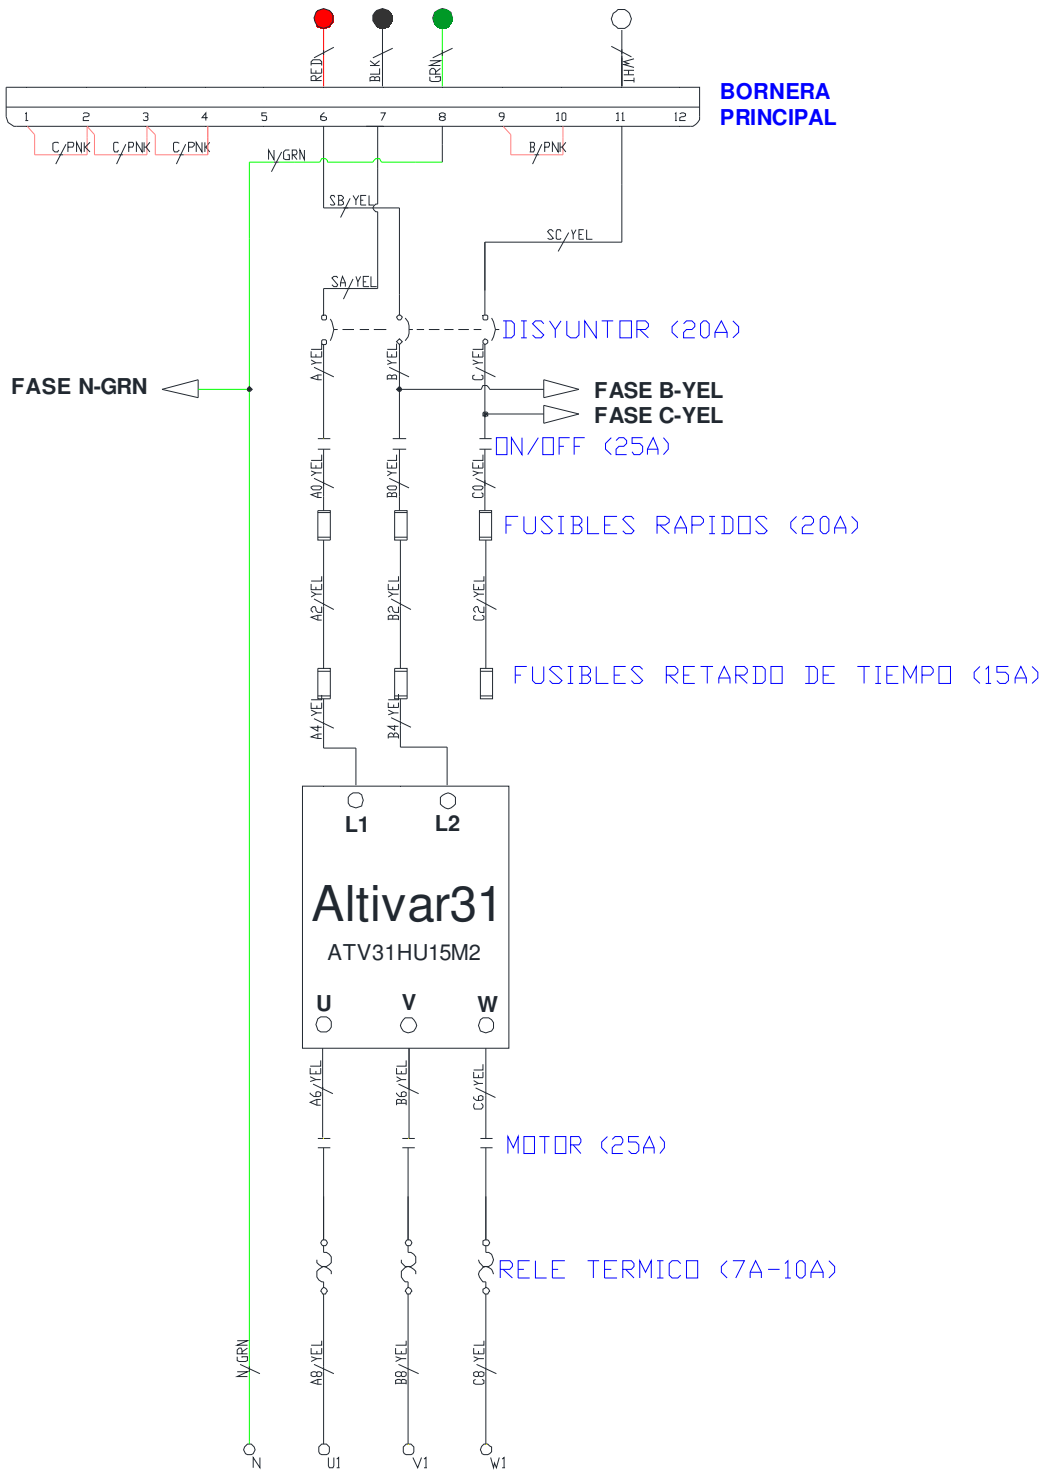 RED
BLK
GRN
WHT
BORNERA
PRINCIPAL
1 2 3 4 5 6 7 8 9 10 11 12
C/PNK C/PNK C/PNK N/GRN B/PNK
SB/YEL
SC/YEL
SA/YEL
DISYUNTOR (20A)
A/YEL B/YEL C/YEL
FASE N-GRN
FASE B-YEL
FASE C-YEL
ON/OFF (25A)
A0/YEL B0/YEL C0/YEL
FUSIBLES RAPIDOS (20A)
A2/YEL B2/YEL C2/YEL
FUSIBLES RETARDO DE TIEMPO (15A)
A4/YEL B4/YEL
L1 L2
Altivar31
ATV31HU15M2
U V W
A6/YEL B6/YEL C6/YEL
MOTOR (25A)
RELE TERMICO (7A-10A)
N/GRN A8/YEL B8/YEL C8/YEL
N U1 V1 W1